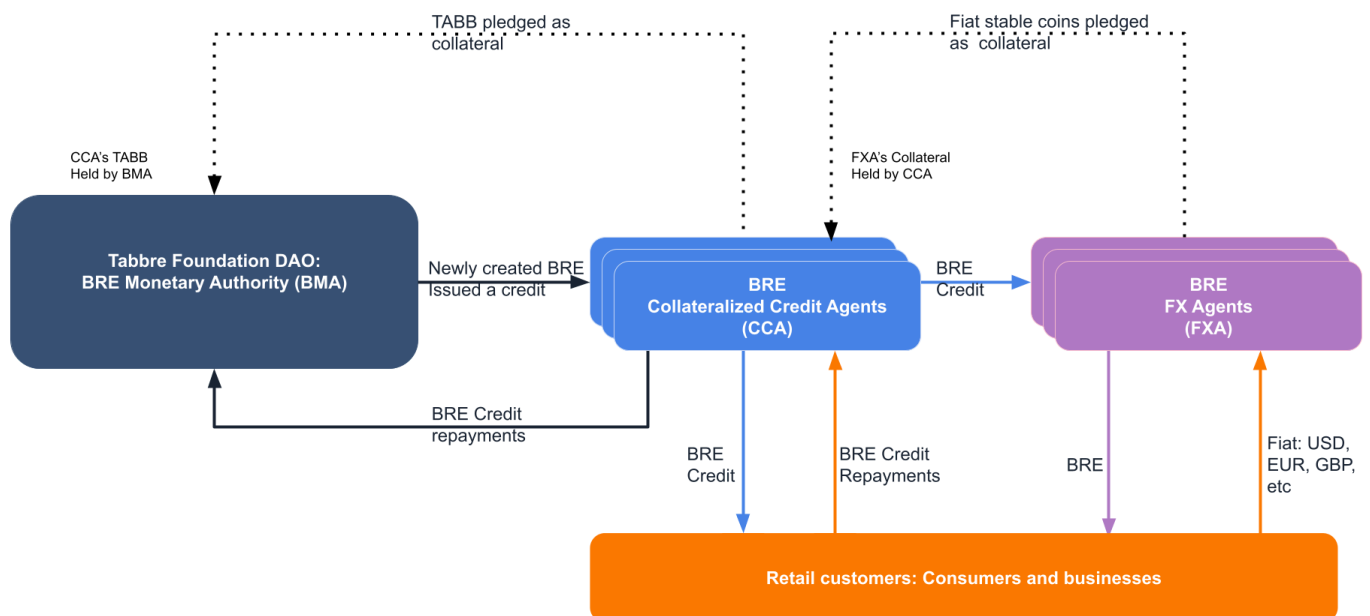 TABB pledged as
collateral
Fiat stable coins pledged
as  collateral
CCA's TABB
Held by BMA
FXA's Collateral
Held by CCA
Tabbre Foundation DAO:
BRE Monetary Authority (BMA)
Newly created BRE
Issued a credit
BRE
Collateralized Credit Agents
(CCA)
BRE
Credit
BRE
FX Agents
(FXA)
BRE Credit
repayments
BRE
Credit
BRE Credit
Repayments
BRE
Fiat: USD,
EUR, GBP,
etc
Retail customers: Consumers and businesses